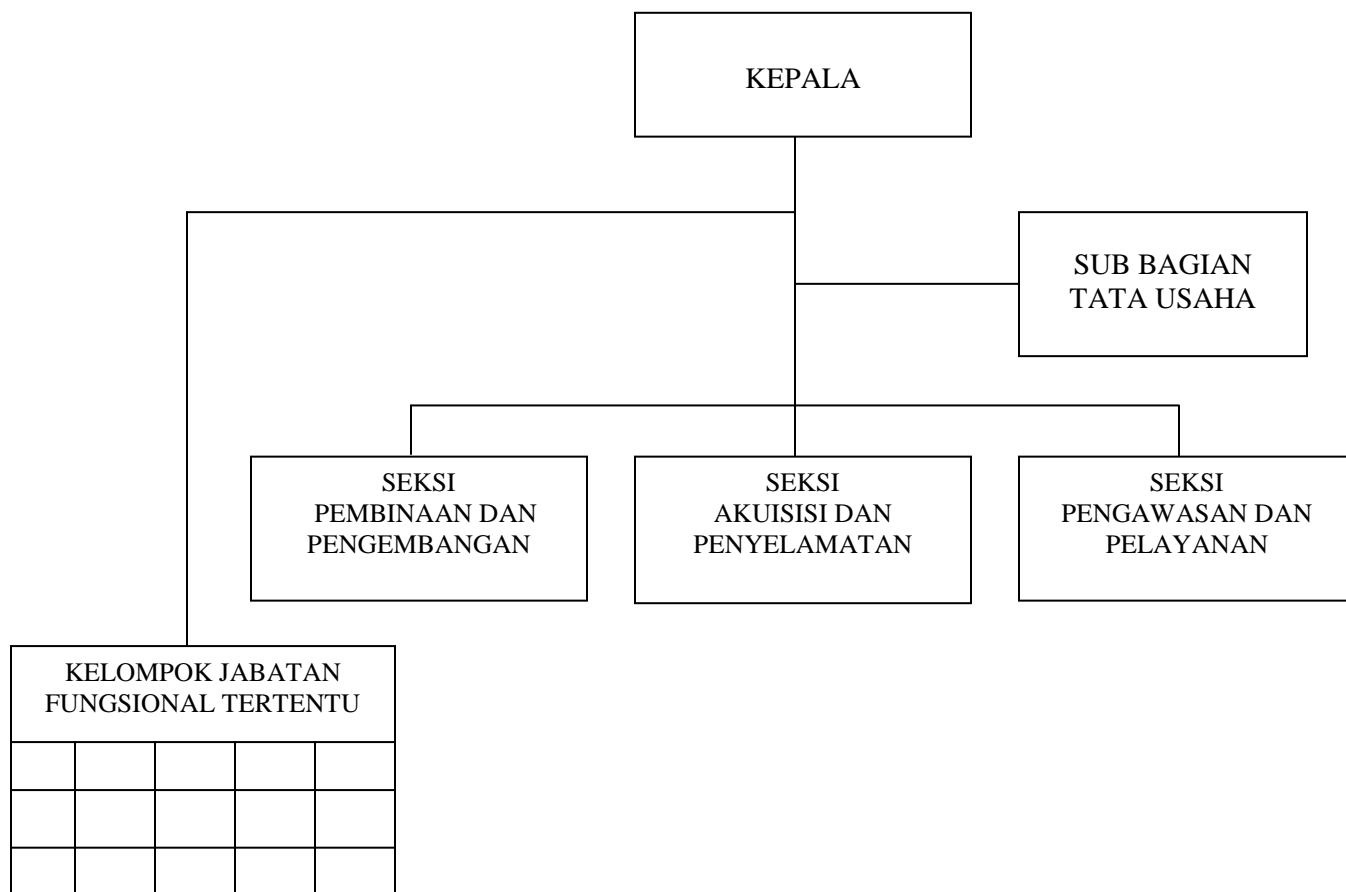 KEPALA
SUB BAGIAN
TATA USAHA
SEKSI
PEMBINAAN DAN
PENGEMBANGAN
SEKSI
AKUISISI DAN
PENYELAMATAN
SEKSI
PENGAWASAN DAN
PELAYANAN
KELOMPOK JABATAN
FUNGSIONAL TERTENTU